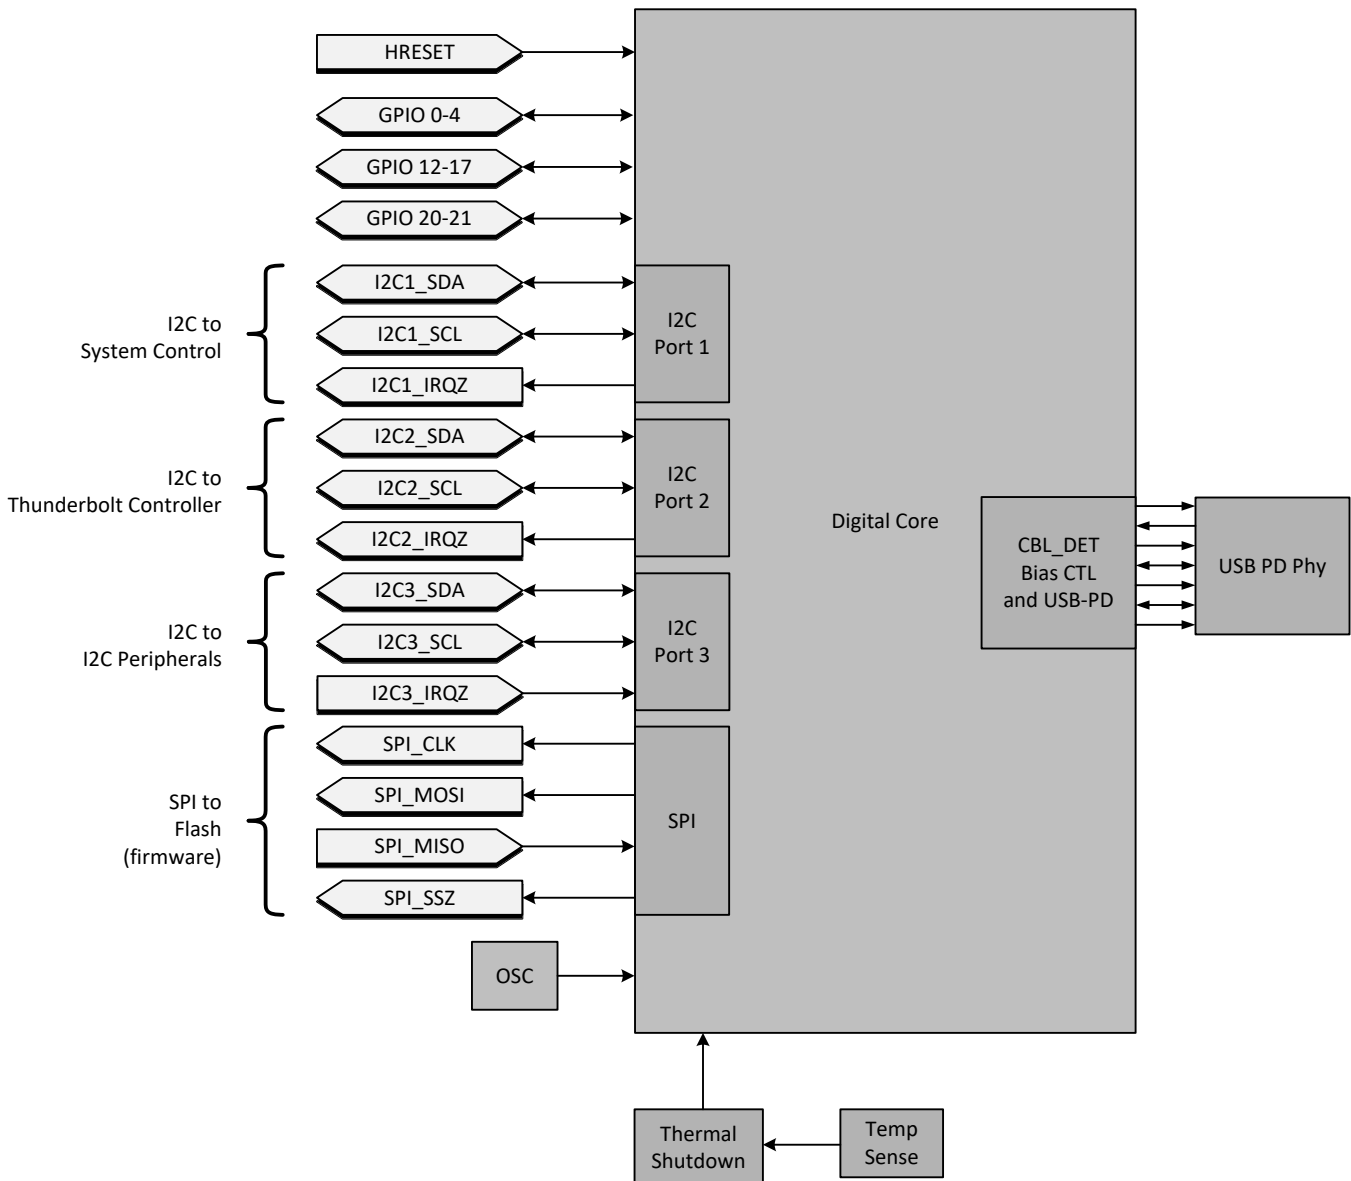 HRESET
GPIO 0-4
GPIO 12-17
GPIO 20-21
I2C to
System Control
I2C1_SDA
I2C1_SCL
I2C1_IRQZ
I2C
Port 1
I2C to
Thunderbolt Controller
I2C2_SDA
I2C2_SCL
I2C2_IRQZ
I2C
Port 2
I2C to
I2C Peripherals
I2C3_SDA
I2C3_SCL
I2C3_IRQZ
I2C
Port 3
SPI to
Flash
(firmware)
SPI_CLK
SPI_MOSI
SPI_MISO
SPI_SSZ
SPI
Digital Core
CBL_DET
Bias CTL
and USB-PD
USB PD Phy
OSC
Thermal
Shutdown
Temp
Sense